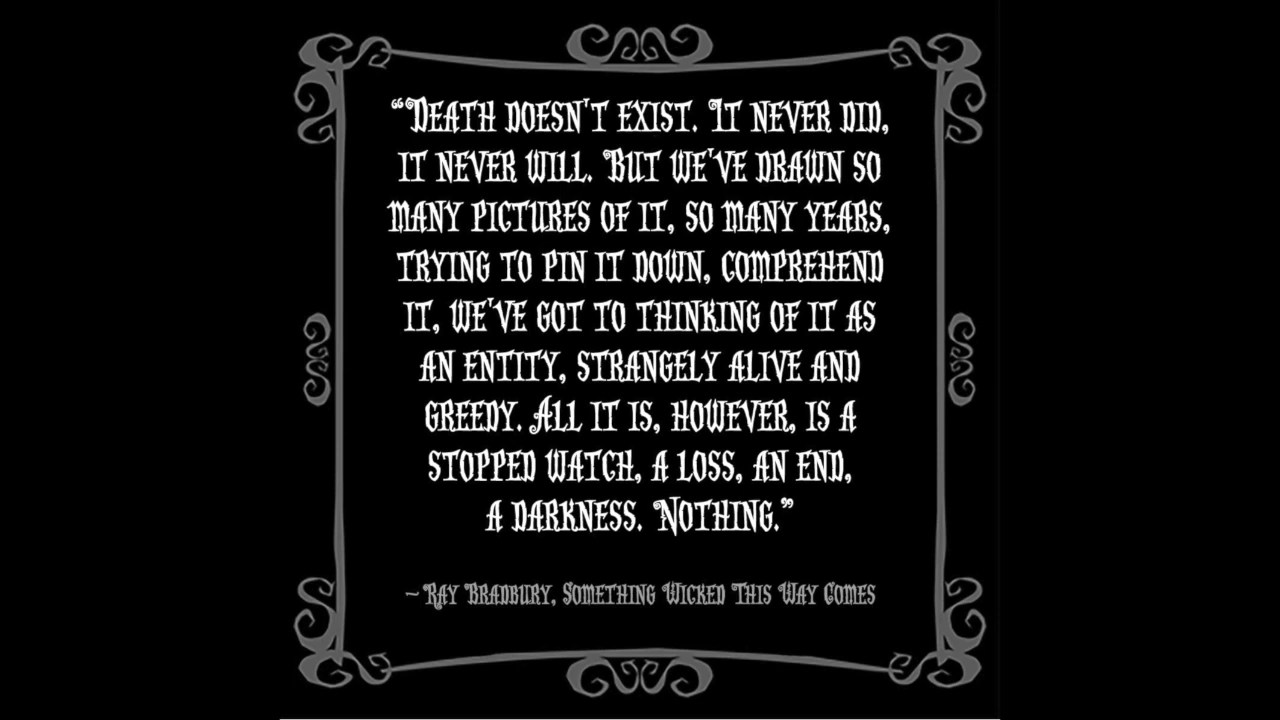 “Death doesn't exist. It never did,
it never will. But we've drawn so
many pictures of it, so many years,
trying to pin it down, comprehend
it, we've got to thinking of it as
an entity, strangely alive and
greedy. All it is, however, is a
stopped watch, a loss, an end,
a darkness. Nothing.”
~ Ray Bradbury, Something Wicked This Way Comes